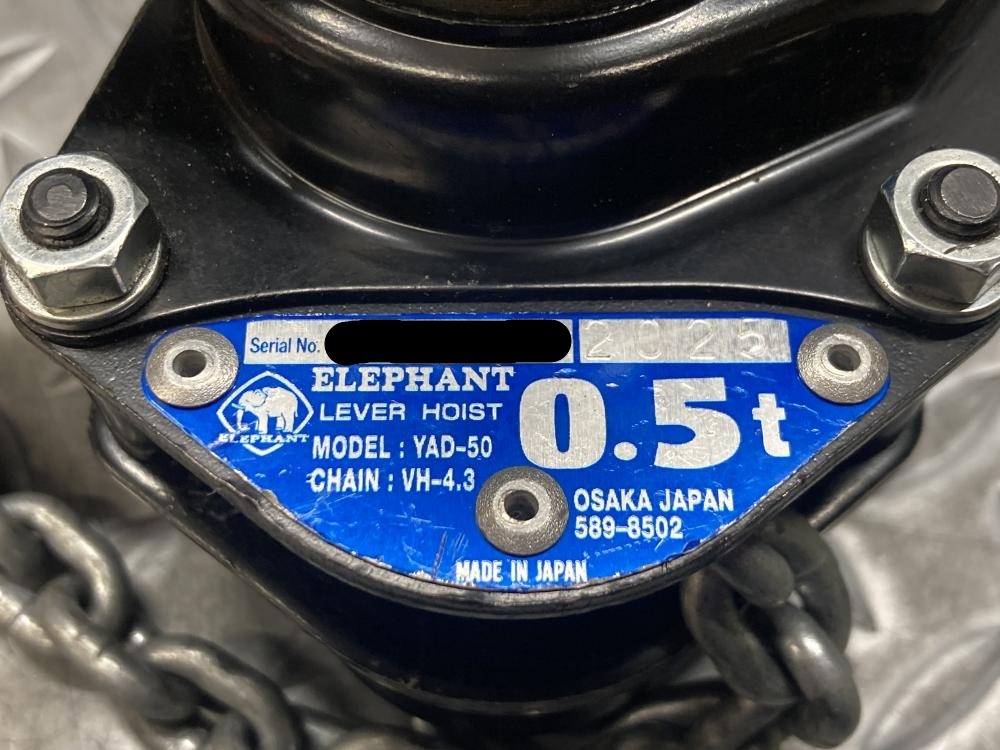 Serial No. 2025
ELEPHANT
LEVER HOIST
0.5t
ELEPHANT
MODEL : YAD-50
CHAIN : VH-4.3
OSAKA JAPAN
589-8502
MADE IN JAPAN